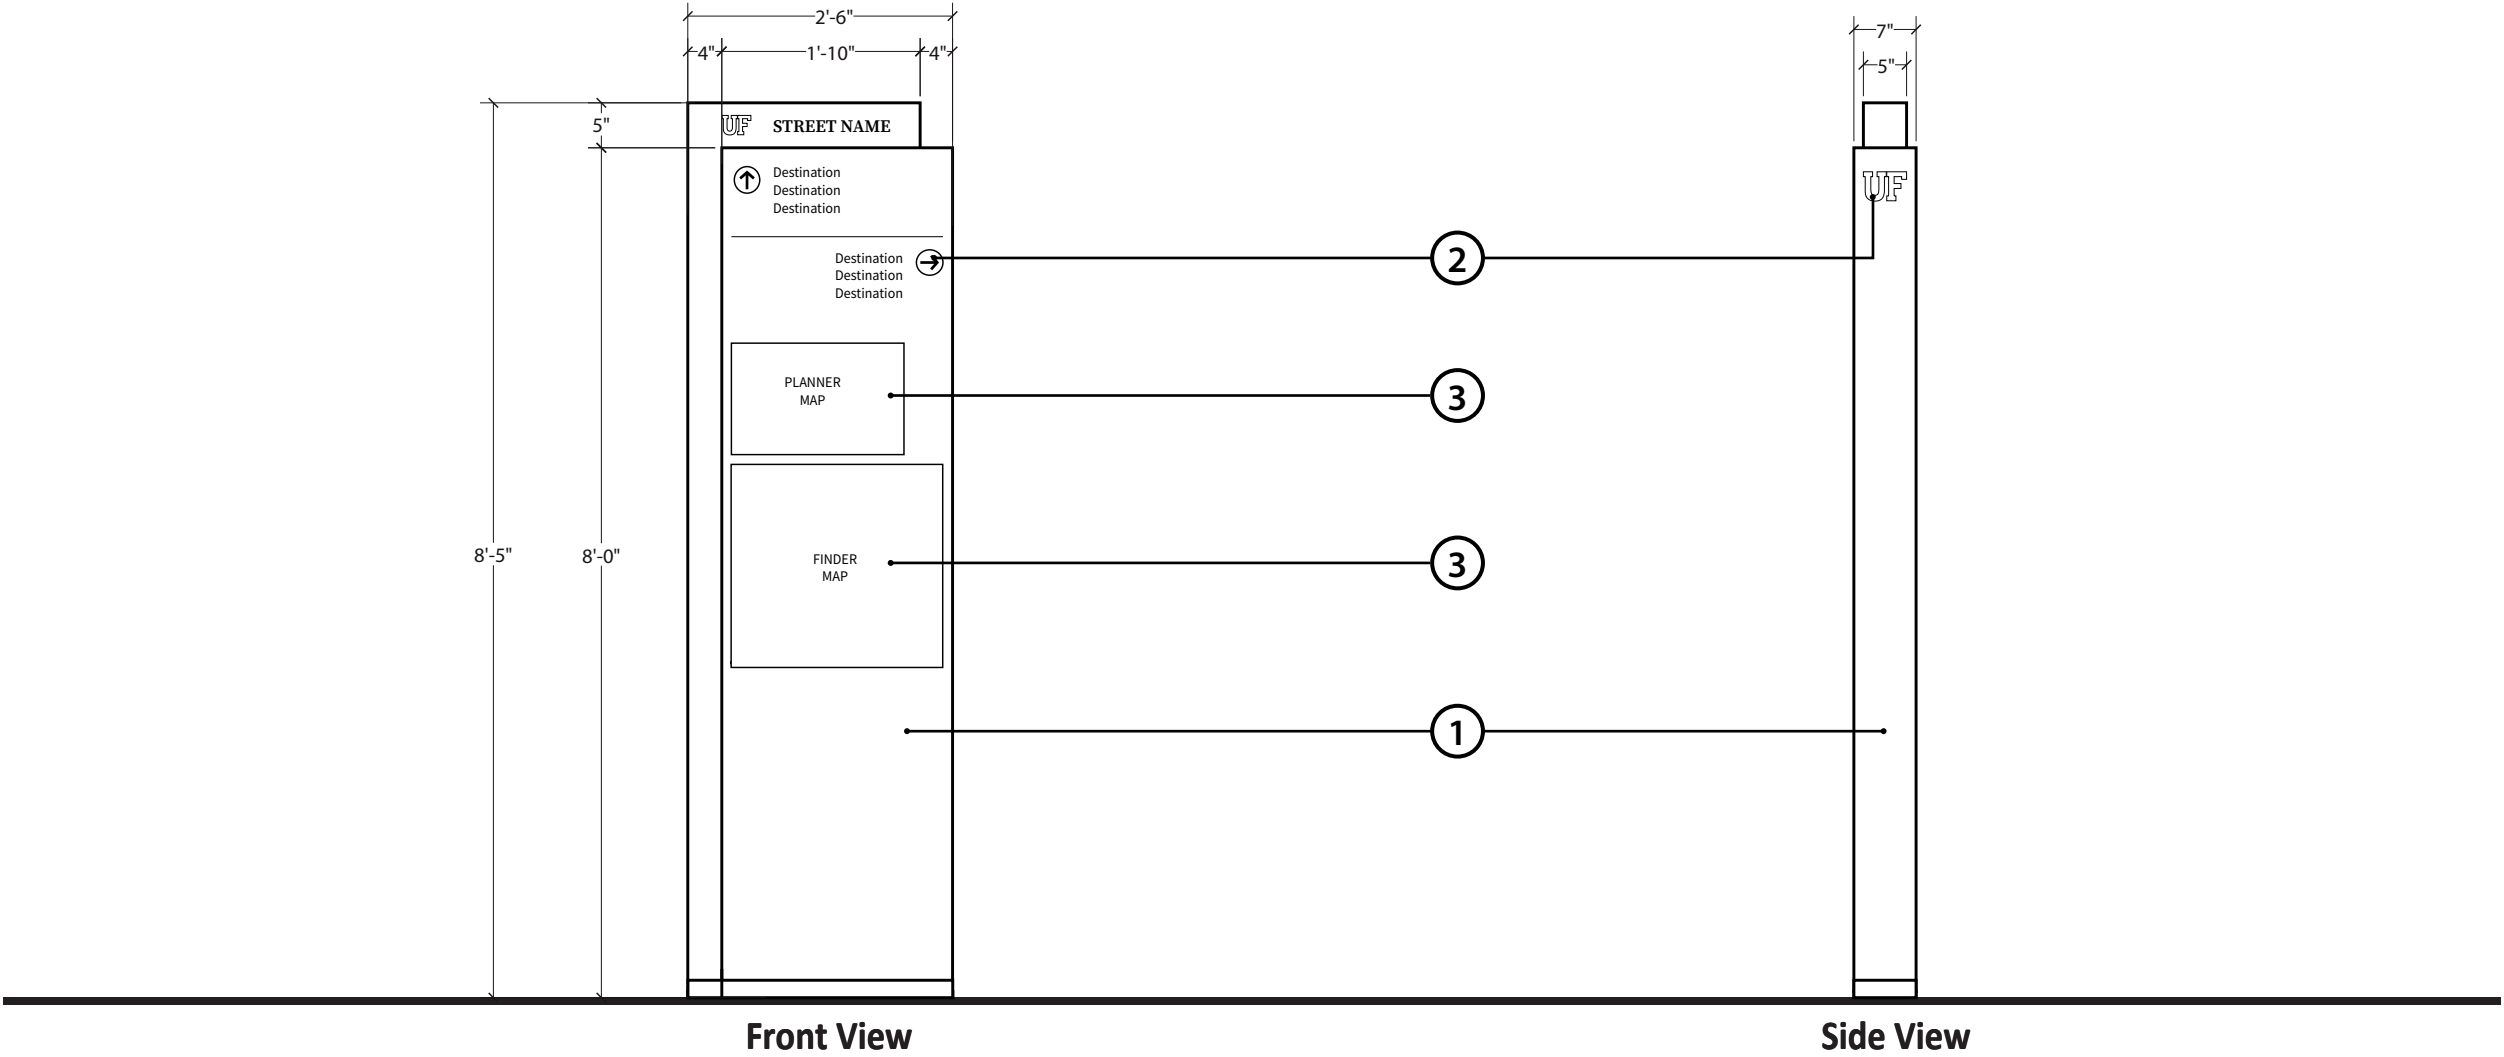 2'-6"
7"
4"
1'-10"
4"
5"
5"
UF STREET NAME
Destination
Destination
Destination
UF
Destination
Destination
Destination
2
PLANNER
MAP
3
8'-5"
8'-0"
FINDER
MAP
3
1
Front View
Side View